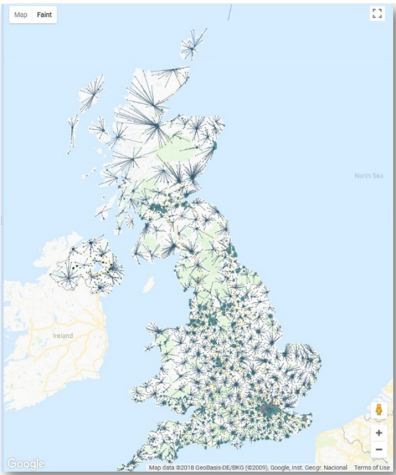 Map Faint
North Sea
Ireland
Google
Map data ©2018 GeoBasis-DE/BKG (©2009), Google, Inst. Geogr. Nacional Terms of Use